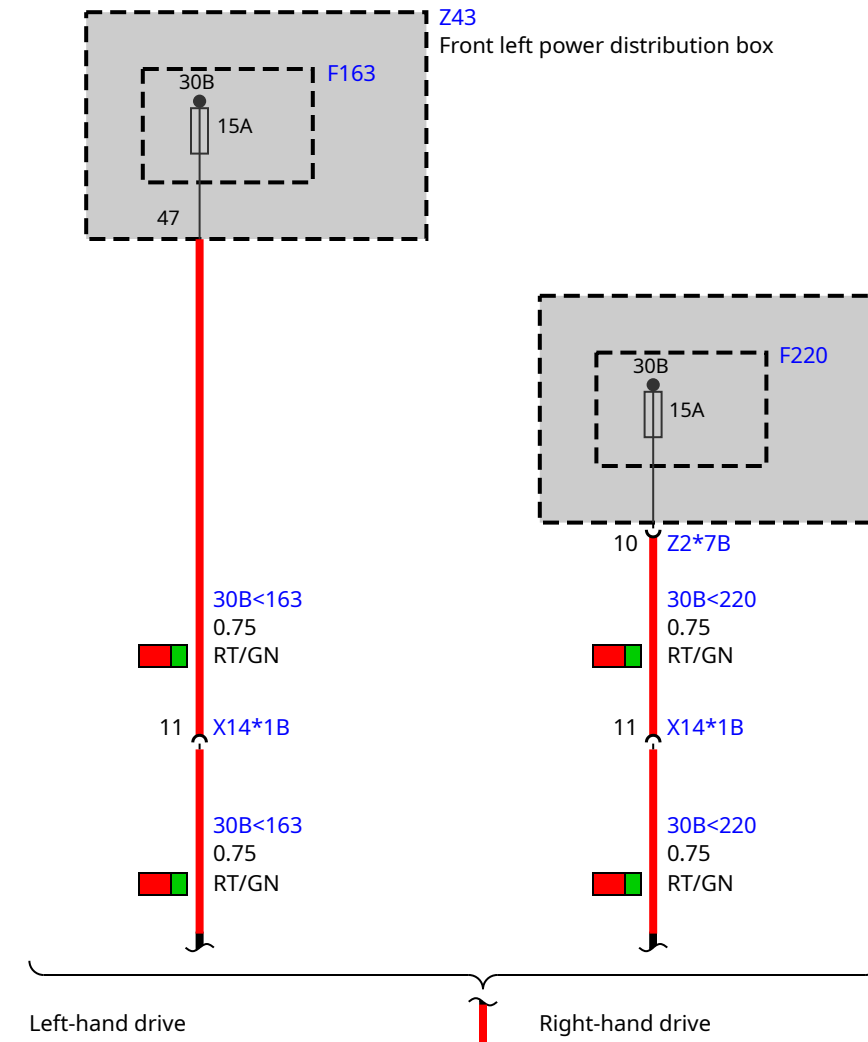 Z43
Front left power distribution box
F163
30B
15A
47
F220
30B
15A
10 Z2*7B
30B<163
0.75
RT/GN
30B<220
0.75
RT/GN
11 X14*1B
11 X14*1B
30B<163
0.75
RT/GN
30B<220
0.75
RT/GN
Left-hand drive
Right-hand drive